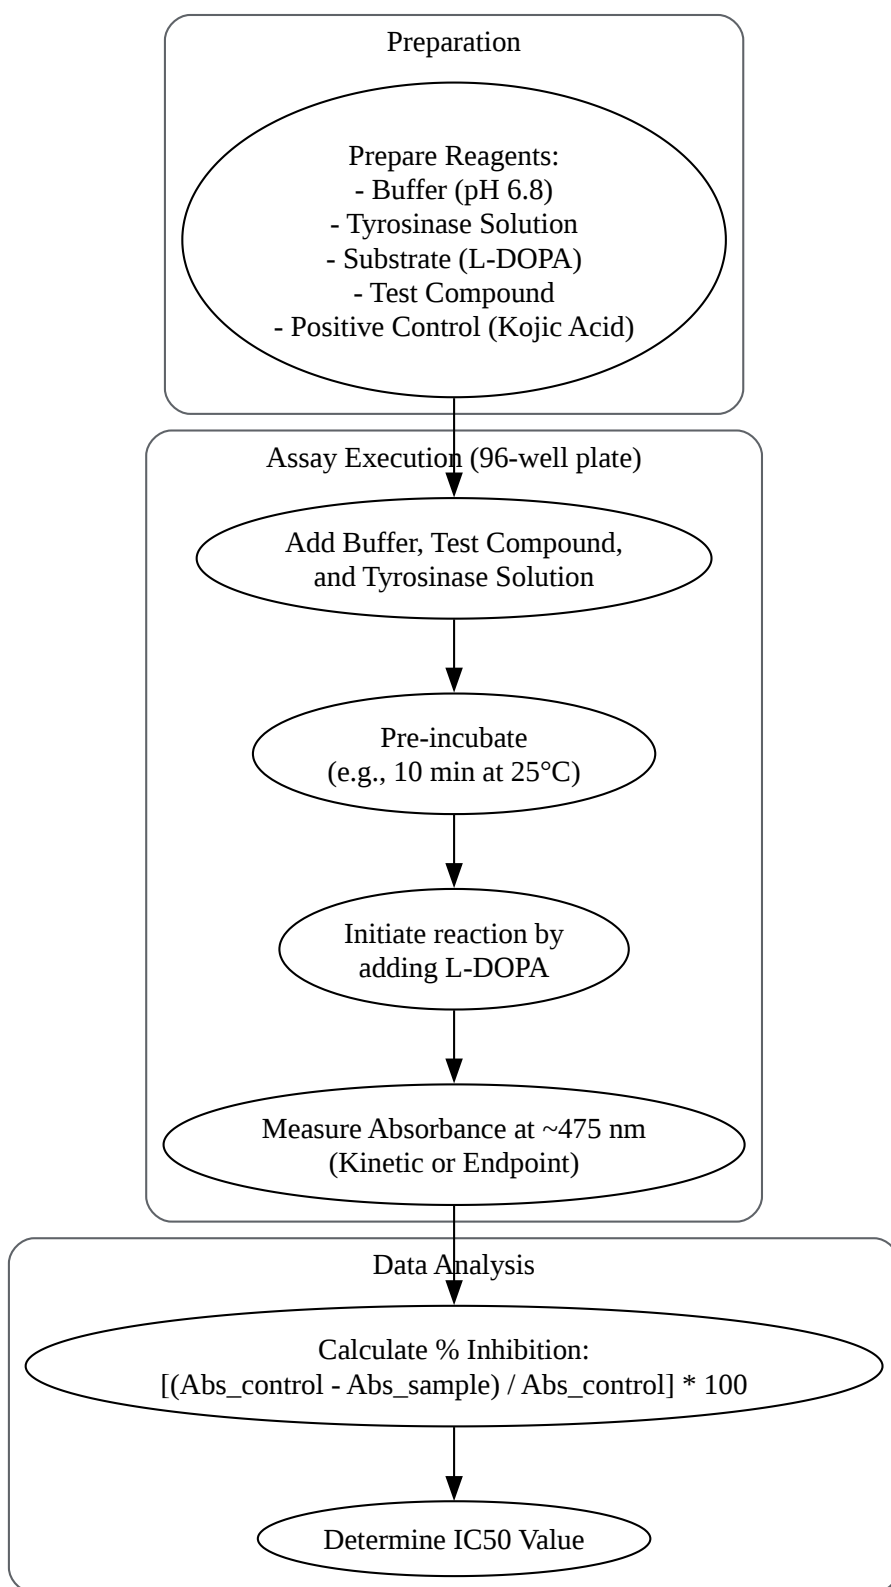 Preparation
Prepare Reagents:
- Buffer (pH 6.8)
- Tyrosinase Solution
- Substrate (L-DOPA)
- Test Compound
- Positive Control (Kojic Acid)
Assay Execution (96-well plate)
Add Buffer, Test Compound,
and Tyrosinase Solution
Pre-incubate
(e.g., 10 min at 25°C)
Initiate reaction by
adding L-DOPA
Measure Absorbance at ~475 nm
(Kinetic or Endpoint)
Data Analysis
Calculate % Inhibition:
[(Abs_control - Abs_sample) / Abs_control] * 100
Determine IC50 Value